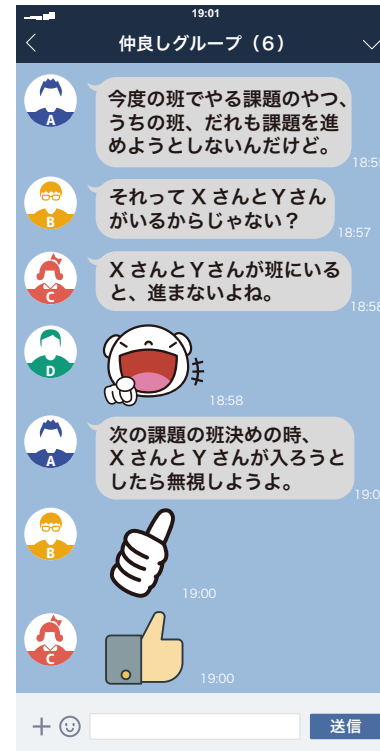 19:01
仲良しグループ（6）
今度の班でやる課題のやつ、
うちの班、だれも課題を進
めようとしないんだけど。
A
18:5
それって X さんとYさん
がいるからじゃない？
B
18:57
X さんとYさんが班にいる
と、進まないよね。
C
18:58
D
18:58
次の課題の班決めの時、
X さんと Y さんが入ろうと
したら無視しようよ。
A
19:0
B
19:00
C
19:00
送信